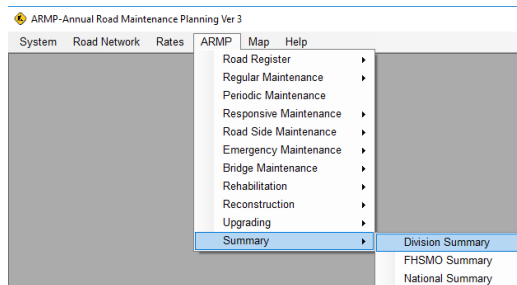 ARMP-Annual Road Maintenance Planning Ver 3
System Road Network Rates ARMP Map Help
Road Register
Regular Maintenance
Periodic Maintenance
Responsive Maintenance
Road Side Maintenance
Emergency Maintenance
Bridge Maintenance
Rehabilitation
Reconstruction
Upgrading
Summary
Division Summary
FHSMO Summary
National Summary